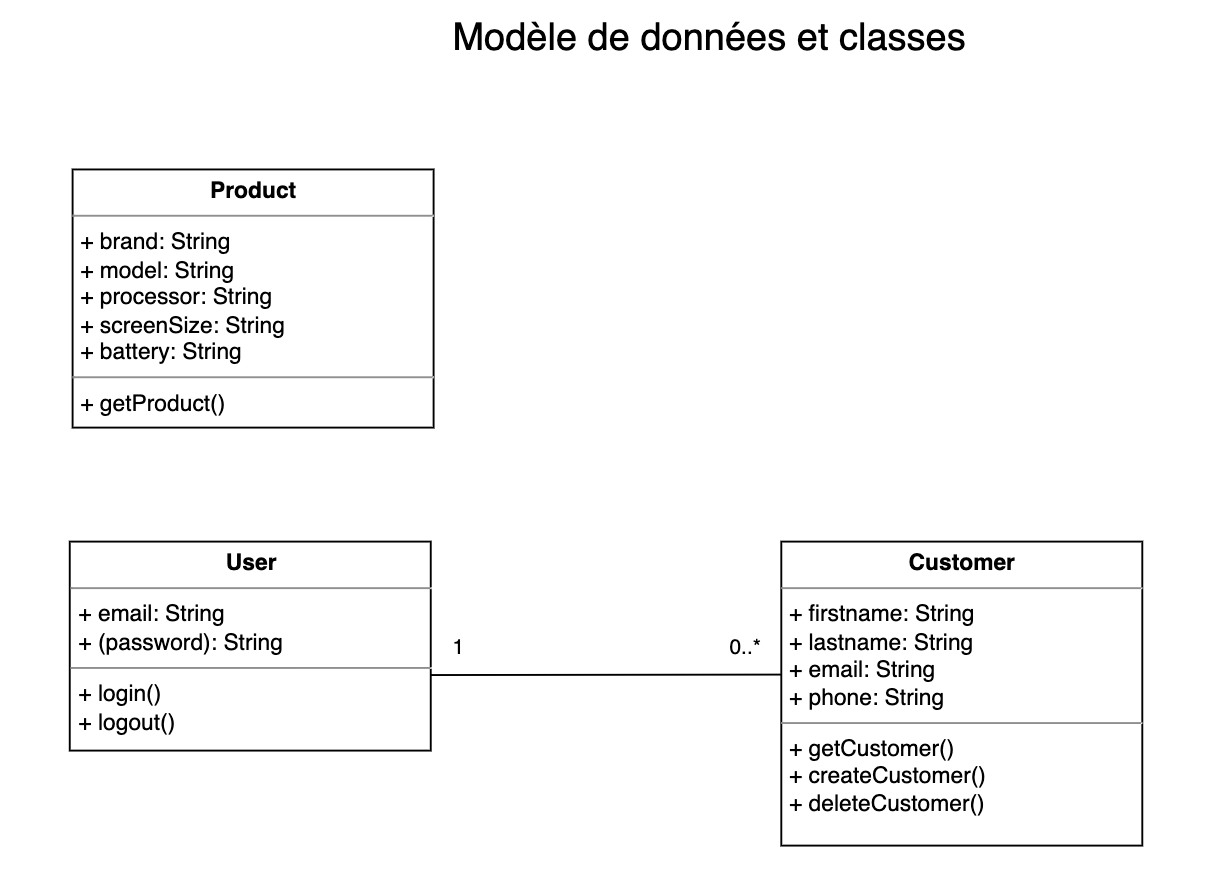 Modèle de données et classes
Product
+ brand: String
+ model: String
+ processor: String
+ screenSize: String
+ battery: String
+ getProduct()
User
+ email: String
+ (password): String
+ login()
+ logout()
1
0..*
Customer
+ firstname: String
+ lastname: String
+ email: String
+ phone: String
+ getCustomer()
+ createCustomer()
+ deleteCustomer()